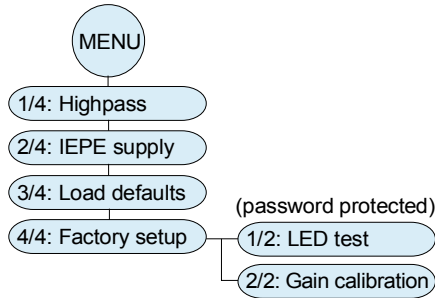 MENU
1/4: Highpass
2/4: IEPE supply
3/4: Load defaults
4/4: Factory setup
(password protected)
1/2: LED test
2/2: Gain calibration